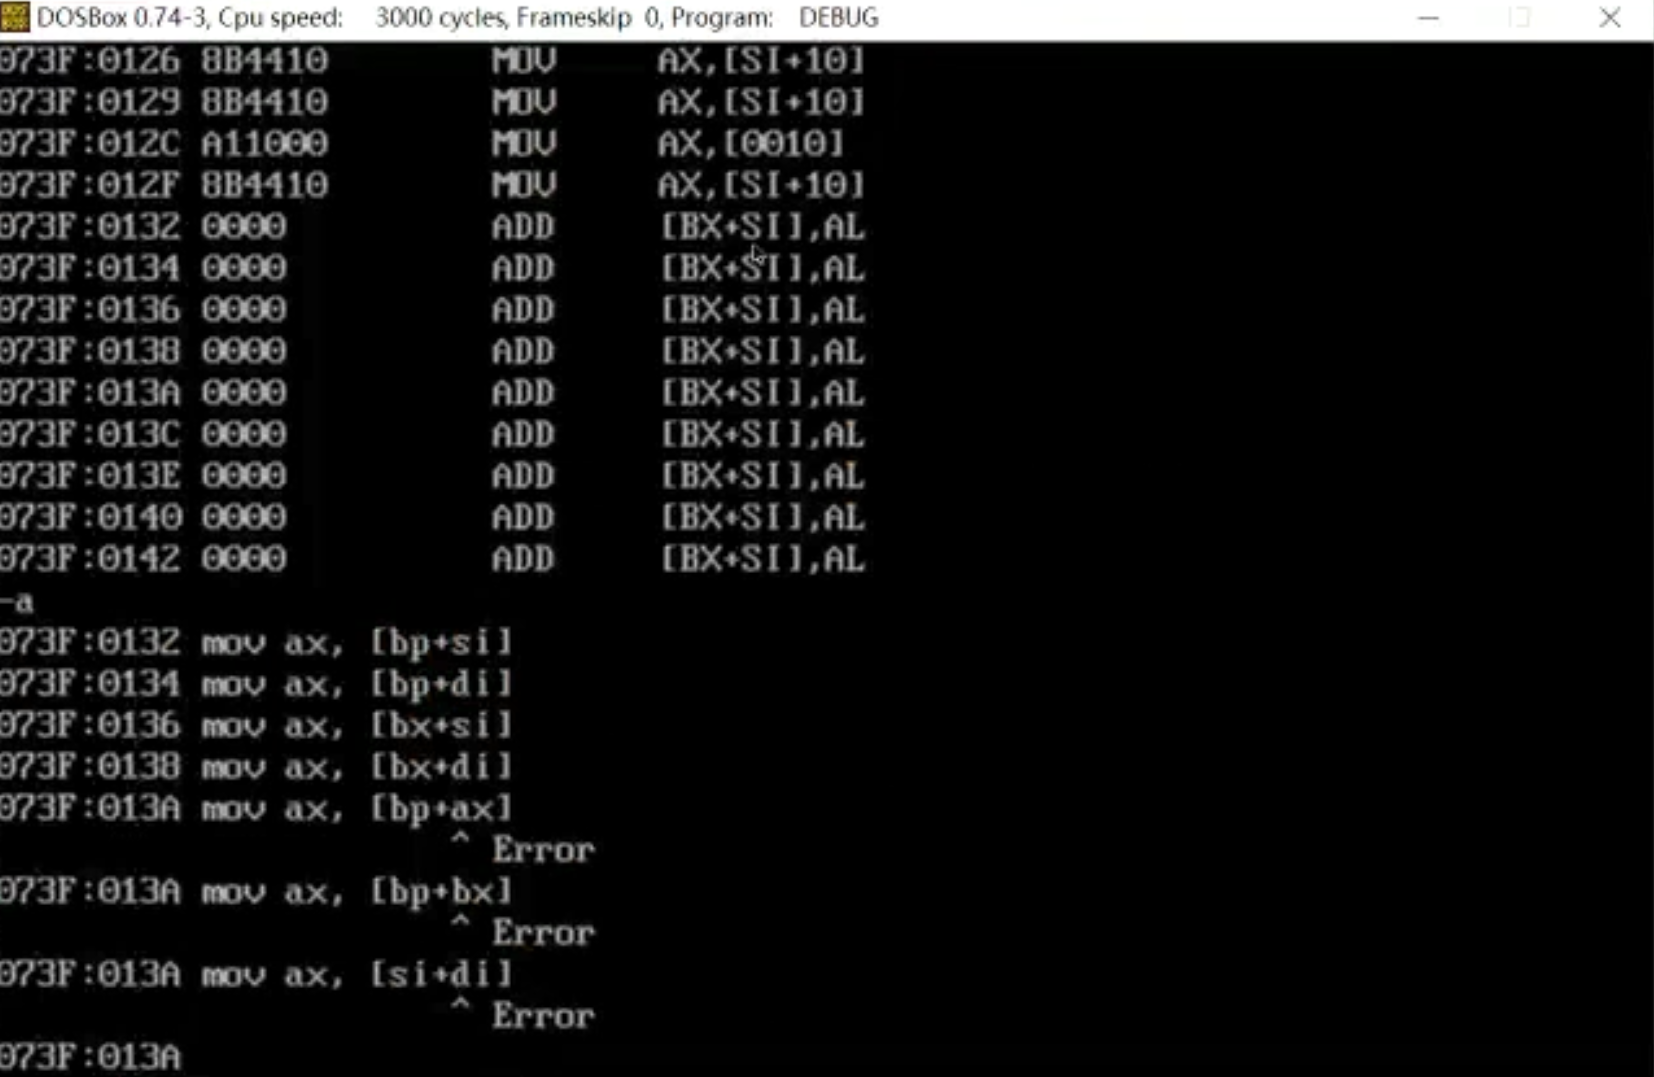 DOSBox 0.74-3, Cpu speed: 3000 cycles, Frameskip 0, Program: DEBUG
073F:0126 8B4410 MOV AX,[SI+10]
073F:0129 8B4410 MOV AX,[SI+10]
073F:012C A11000 MOV AX,[0010]
073F:012F 8B4410 MOV AX,[SI+10]
073F:0132 0000 ADD [BX+SI],AL
073F:0134 0000 ADD [BX+SI],AL
073F:0136 0000 ADD [BX+SI],AL
073F:0138 0000 ADD [BX+SI],AL
073F:013A 0000 ADD [BX+SI],AL
073F:013C 0000 ADD [BX+SI],AL
073F:013E 0000 ADD [BX+SI],AL
073F:0140 0000 ADD [BX+SI],AL
073F:0142 0000 ADD [BX+SI],AL
-a
073F:0132 mov ax, [bp+si]
073F:0134 mov ax, [bp+di]
073F:0136 mov ax, [bx+si]
073F:0138 mov ax, [bx+di]
073F:013A mov ax, [bp+ax]
^ Error
073F:013A mov ax, [bp+bx]
^ Error
073F:013A mov ax, [si+di]
^ Error
073F:013A